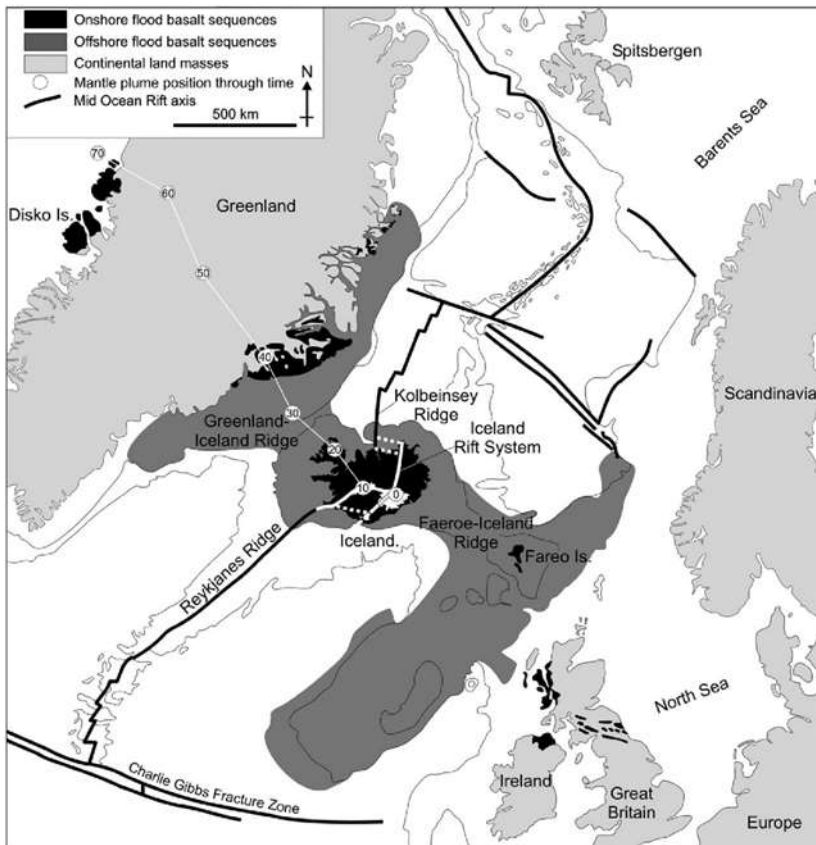 Onshore flood basalt sequences
Offshore flood basalt sequences
Continental land masses
Mantle plume position through time
Mid Ocean Rift axis
N
500 km
Spitsbergen
Barents Sea
70
60
Disko Is.
Greenland
50
40
Scandinavia
Kolbeinsey
Ridge
30
Greenland-
Iceland Ridge
Iceland
Rift System
20
10
0
Faeroe-Iceland
Ridge
Iceland.
Fareo Is.
Reykjanes Ridge
North Sea
Charlie Gibbs Fracture Zone
Ireland
Great
Britain
Europe